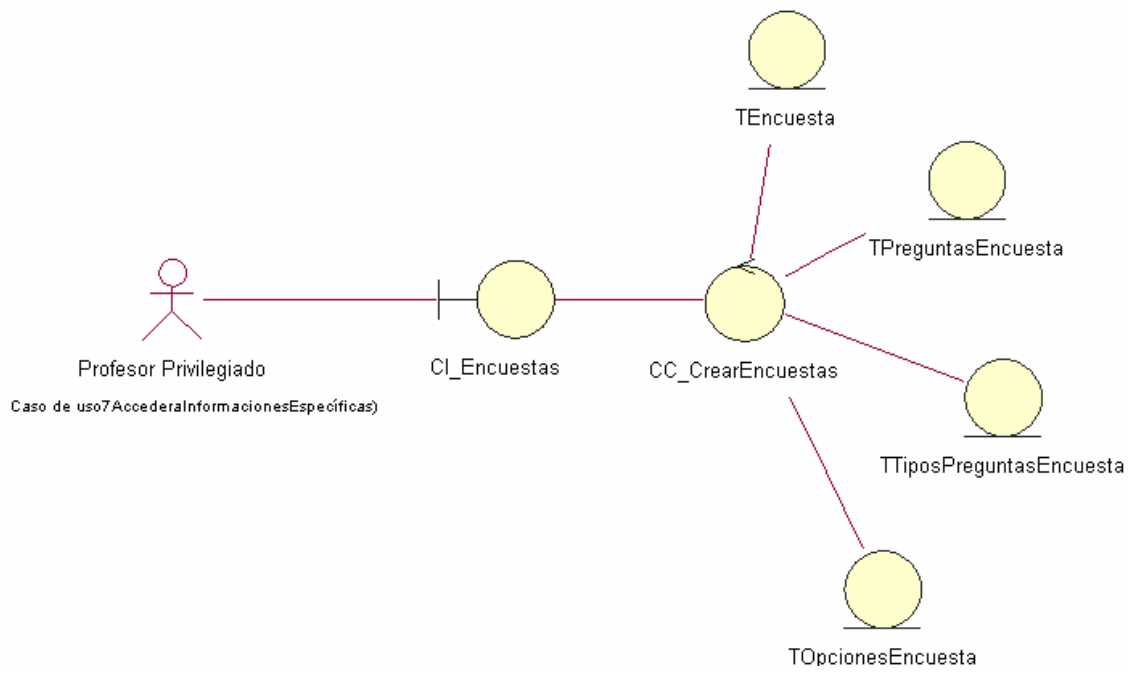 TEncuesta
TPreguntasEncuesta
Profesor Privilegiado
CI_Encuestas
CC_CrearEncuestas
Caso de uso7AccederaInformacionesEspecíficas)
TTiposPreguntasEncuesta
TOpcionesEncuesta